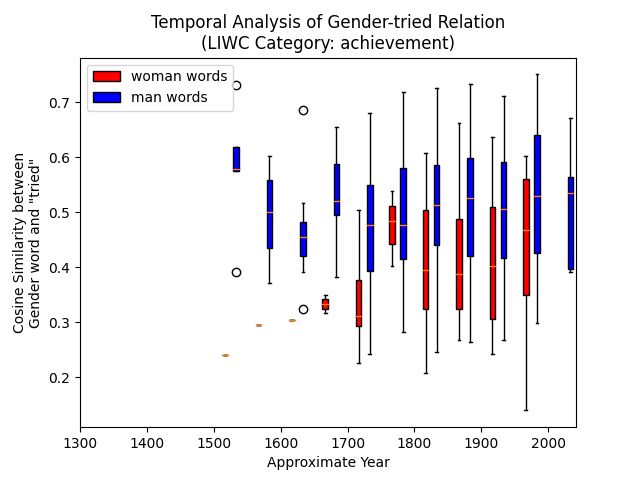 Temporal Analysis of Gender-tried Relation
(LIWC Category: achievement)
woman words
man words
0.7
0.6
0.5
0.4
0.3
0.2
Cosine Similarity between
Gender word and "tried"
1300 1400 1500 1600 1700 1800 1900 2000
Approximate Year